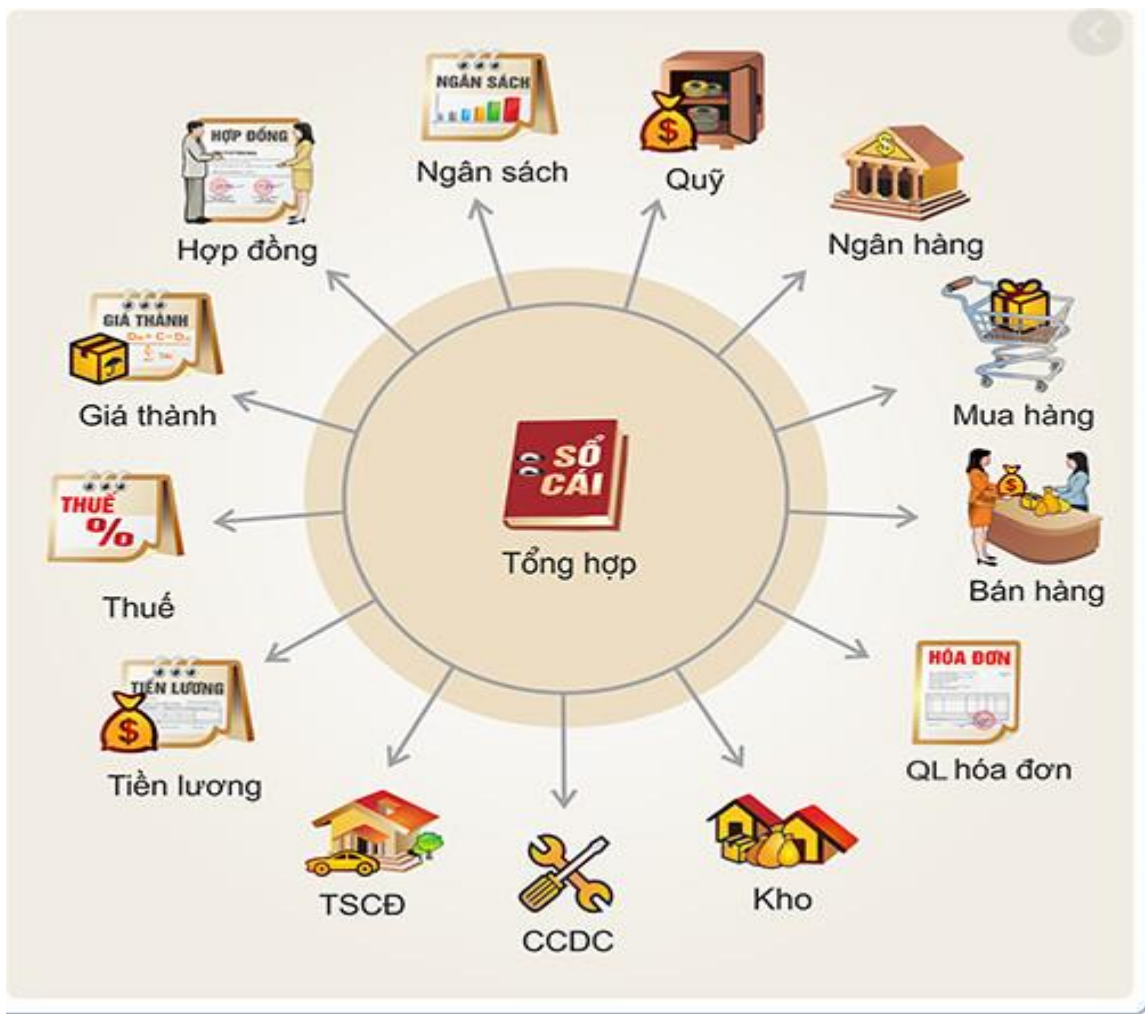 NGÂN SÁCH
Ngân sách
Quỹ
Ngân hàng
Mua hàng
Bán hàng
HÓA ĐƠN
QL hóa đơn
Kho
CCDC
TSCĐ
TIỀN LƯƠNG
Tiền lương
THUẾ
%
Thuế
GIÁ THÀNH
Giá thành
HỢP ĐỒNG
Hợp đồng
SỔ
CÁI
Tổng hợp